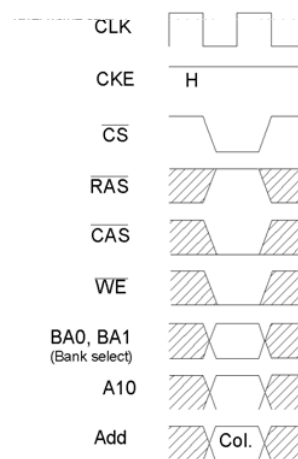 CLK
CKE H
CS
RAS
CAS
WE
BA0, BA1
(Bank select)
A10
Add Col.